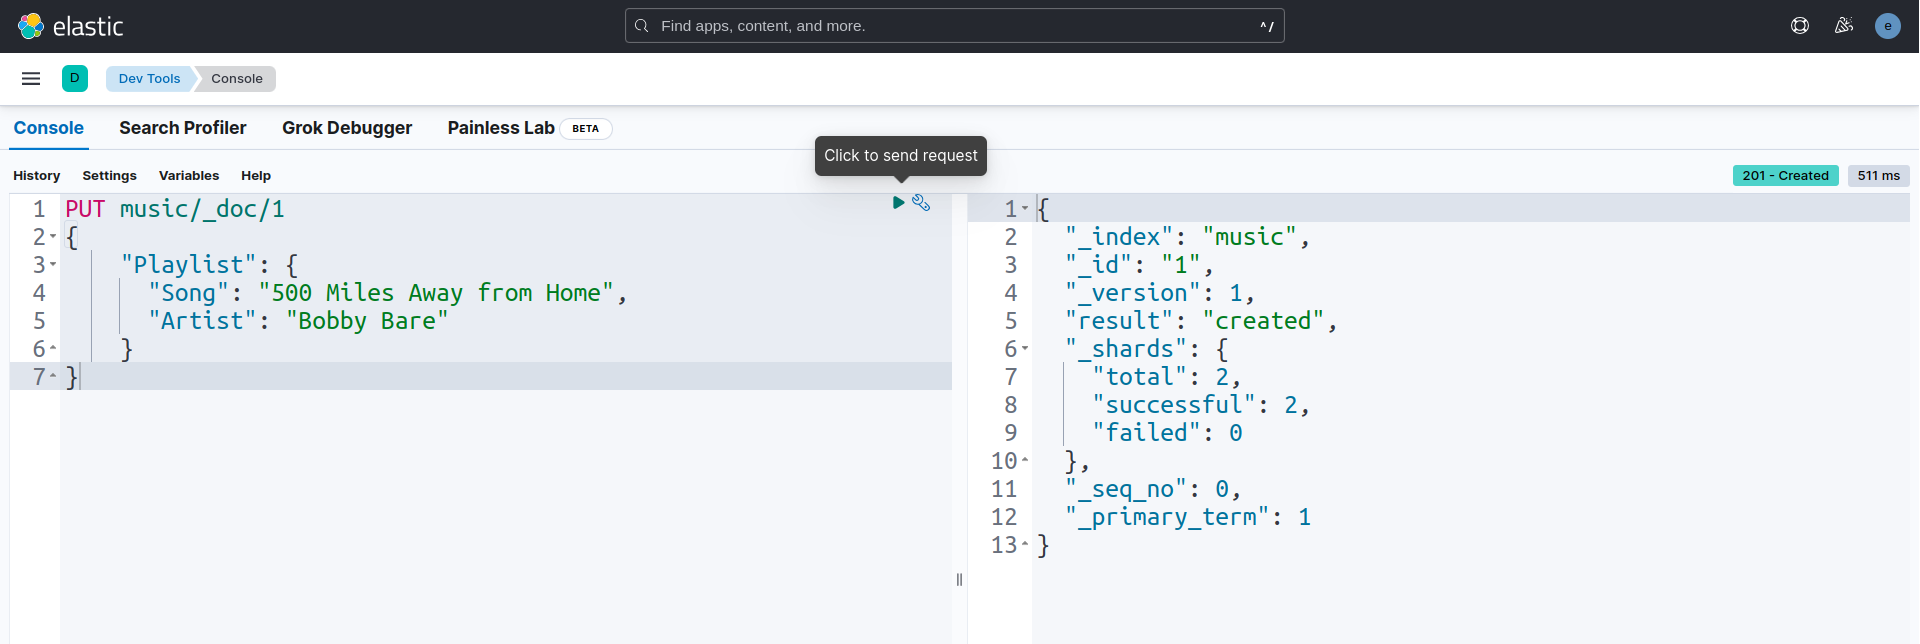 elastic
Find apps, content, and more.
^/
e
D
Dev Tools
Console
Console
Search Profiler
Grok Debugger
Painless Lab
BETA
Click to send request
History
Settings
Variables
Help
201 - Created
511 ms
1 PUT music/_doc/1
2 {
3     "Playlist": {
4       "Song": "500 Miles Away from Home",
5       "Artist": "Bobby Bare"
6     }
7 }
1 {
2   "_index": "music",
3   "_id": "1",
4   "_version": 1,
5   "result": "created",
6   "_shards": {
7     "total": 2,
8     "successful": 2,
9     "failed": 0
10   },
11   "_seq_no": 0,
12   "_primary_term": 1
13 }